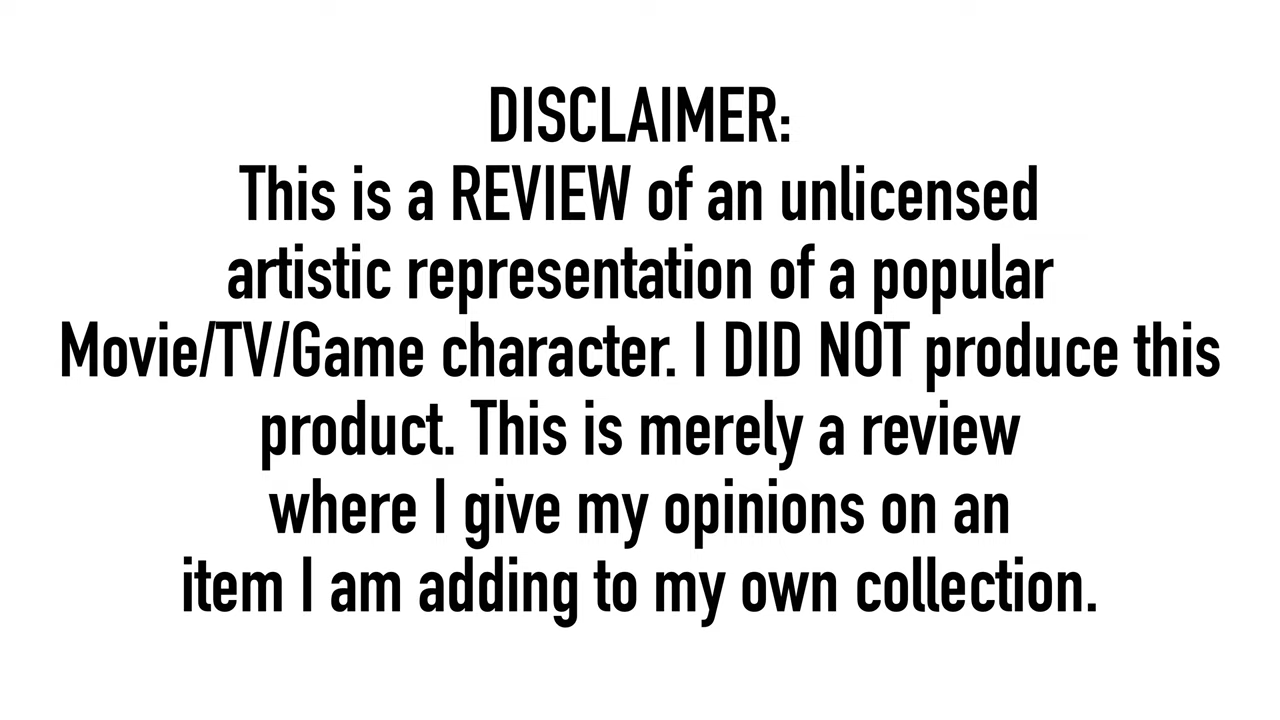 DISCLAIMER:
This is a REVIEW of an unlicensed
artistic representation of a popular
Movie/TV/Game character. I DID NOT produce this
product. This is merely a review
where I give my opinions on an
item I am adding to my own collection.